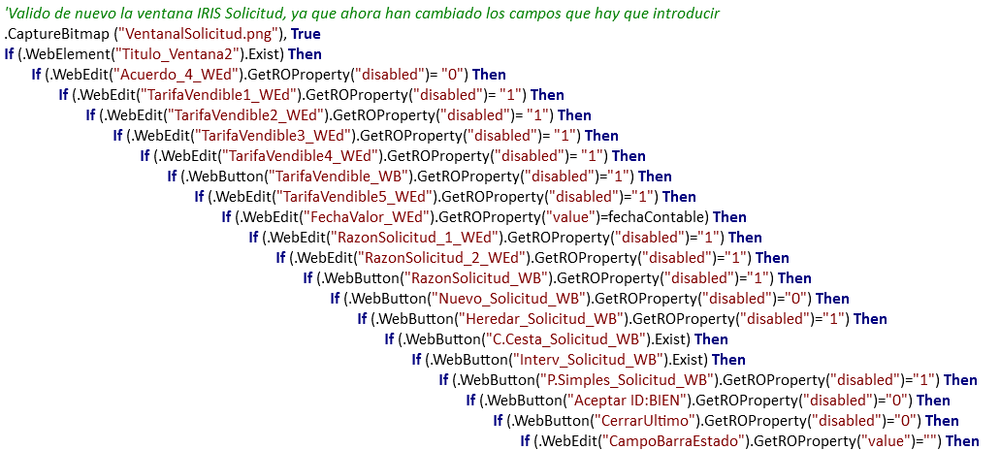 'Valido de nuevo la ventana IRIS Solicitud, ya que ahora han cambiado los campos que hay que introducir
.CaptureBitmap ("VentanaISolicitud.png"), True
If (.WebElement("Titulo_Ventana2").Exist) Then
If (.WebEdit("Acuerdo_4_WEd").GetROProperty("disabled")= "0") Then
If (.WebEdit("TarifaVendible1_WEd").GetROProperty("disabled")= "1") Then
If (.WebEdit("TarifaVendible2_WEd").GetROProperty("disabled")= "1") Then
If (.WebEdit("TarifaVendible3_WEd").GetROProperty("disabled")= "1") Then
If (.WebEdit("TarifaVendible4_WEd").GetROProperty("disabled")= "1") Then
If (.WebButton("TarifaVendible_WB").GetROProperty("disabled")="1") Then
If (.WebEdit("TarifaVendible5_WEd").GetROProperty("disabled")="1") Then
If (.WebEdit("FechaValor_WEd").GetROProperty("value")=fechaContable) Then
If (.WebEdit("RazonSolicitud_1_WEd").GetROProperty("disabled")="1") Then
If (.WebEdit("RazonSolicitud_2_WEd").GetROProperty("disabled")="1") Then
If (.WebButton("RazonSolicitud_WB").GetROProperty("disabled")="1") Then
If (.WebButton("Nuevo_Solicitud_WB").GetROProperty("disabled")="0") Then
If (.WebButton("Heredar_Solicitud_WB").GetROProperty("disabled")="1") Then
If (.WebButton("C.Cesta_Solicitud_WB").Exist) Then
If (.WebButton("Interv_Solicitud_WB").Exist) Then
If (.WebButton("P.Simples_Solicitud_WB").GetROProperty("disabled")="1") Then
If (.WebButton("Aceptar ID:BIEN").GetROProperty("disabled")="0") Then
If (.WebButton("CerrarUltimo").GetROProperty("disabled")="0") Then
If (.WebEdit("CampoBarraEstado").GetROProperty("value")="") Then